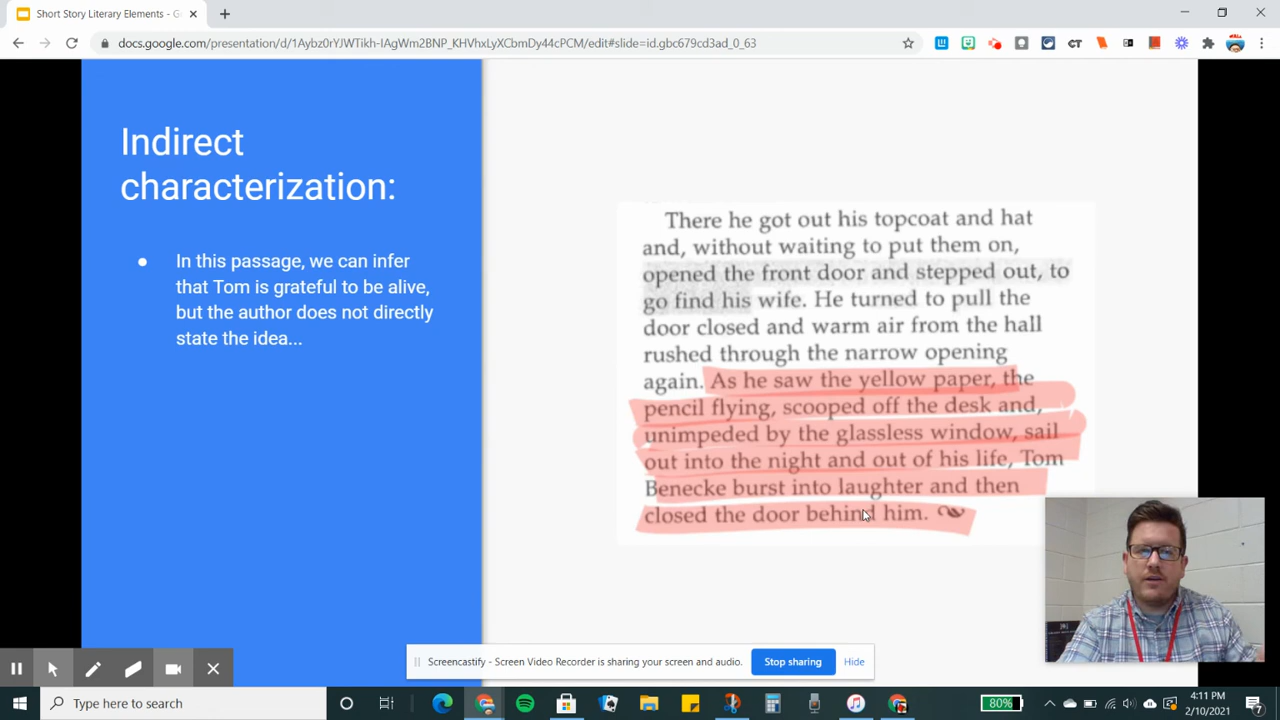 Short Story Literary Elements - G
docs.google.com/presentation/d/1Aybz0rYJWTikh-IAgWm2BNP_KHVhxLyXCbmDy44cPCM/edit#slide=id.gbc679cd3ad_0_63
Indirect
characterization:
● In this passage, we can infer
that Tom is grateful to be alive,
but the author does not directly
state the idea...
There he got out his topcoat and hat
and, without waiting to put them on,
opened the front door and stepped out, to
go find his wife. He turned to pull the
door closed and warm air from the hall
rushed through the narrow opening
again. As he saw the yellow paper, the
pencil flying, scooped off the desk and,
unimpeded by the glassless window, sail
out into the night and out of his life, Tom
Benecke burst into laughter and then
closed the door behind him.
Screencastify - Screen Video Recorder is sharing your screen and audio.
Stop sharing
Hide
Type here to search
80%
4:11 PM
2/10/2021